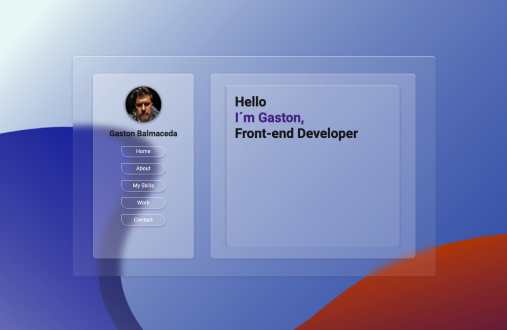 Gaston Balmaceda
Home
About
My Skills
Work
Contact
Hello
I´m Gaston,
Front-end Developer